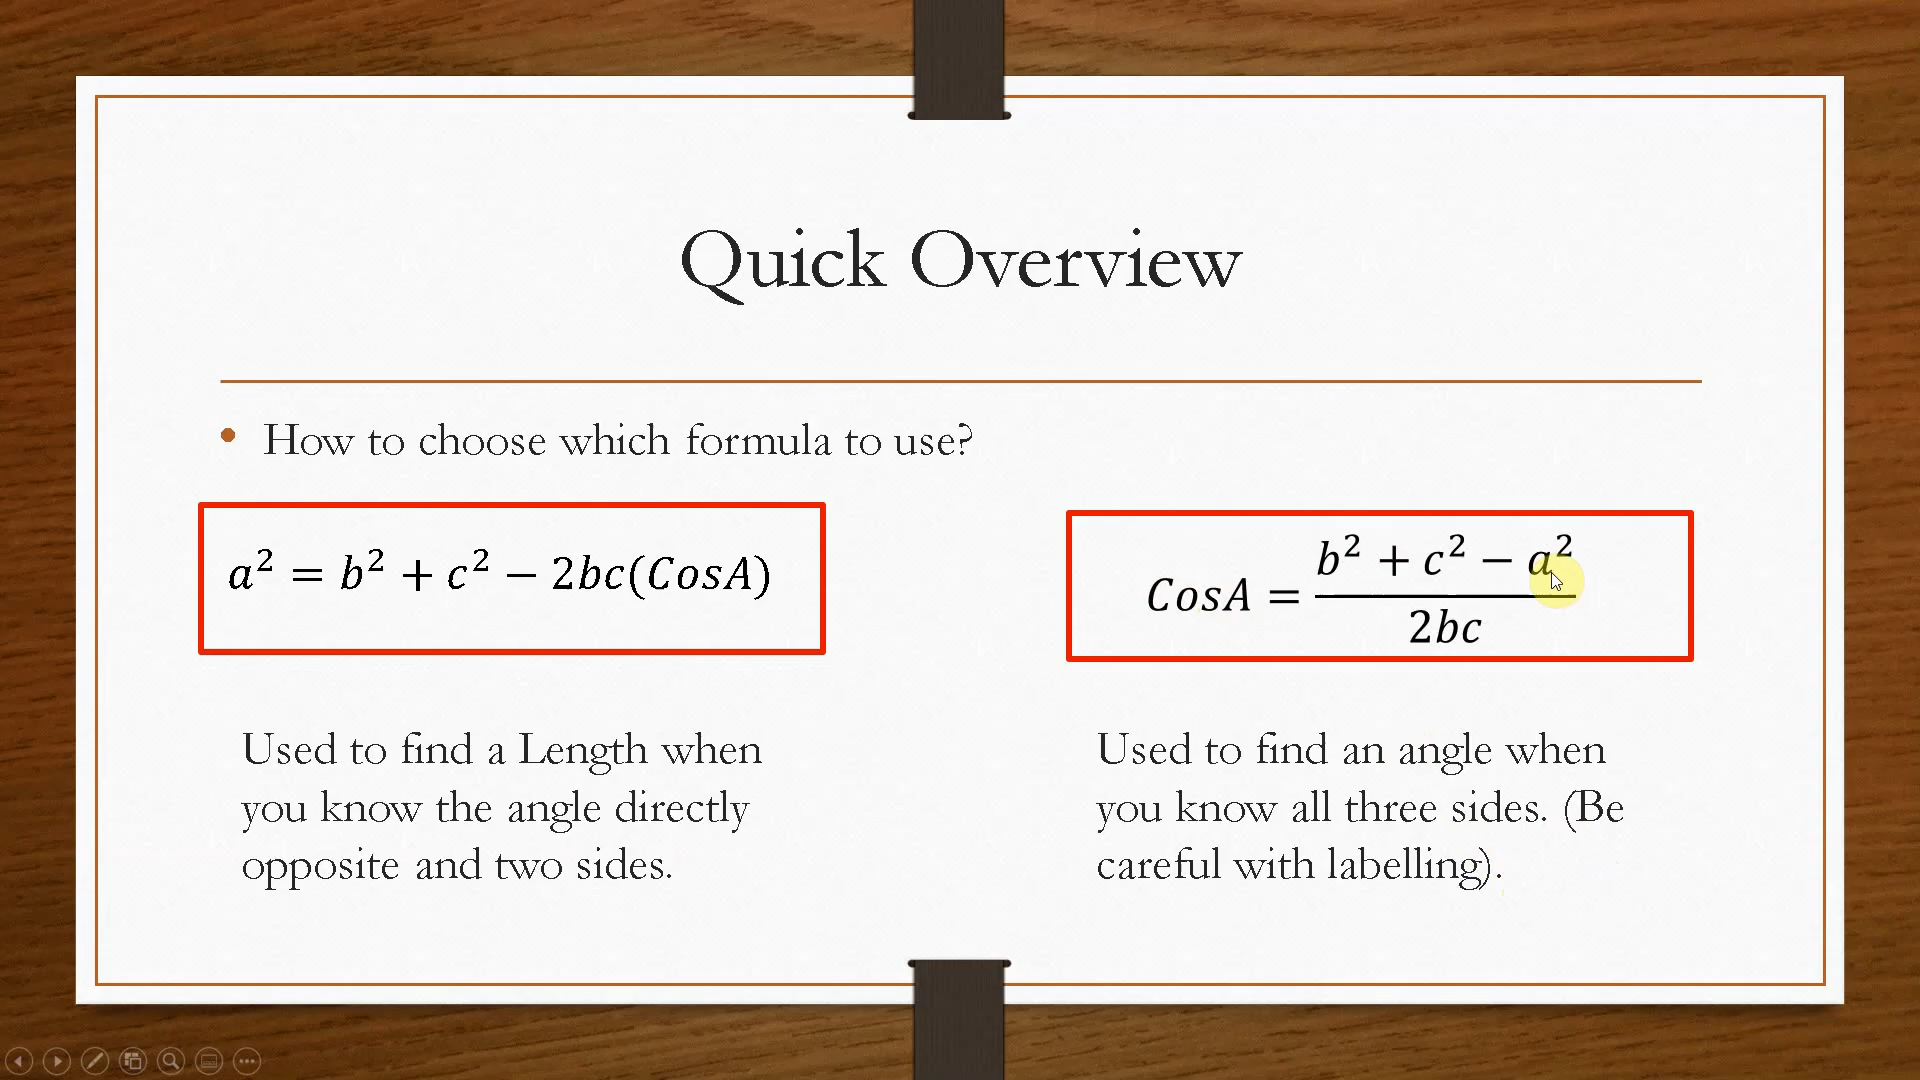 Quick Overview
• How to choose which formula to use?
a² = b² + c² − 2bc(CosA)
CosA = \frac{b² + c² − a²}{2bc}
Used to find a Length when
you know the angle directly
opposite and two sides.
Used to find an angle when
you know all three sides. (Be
careful with labelling).